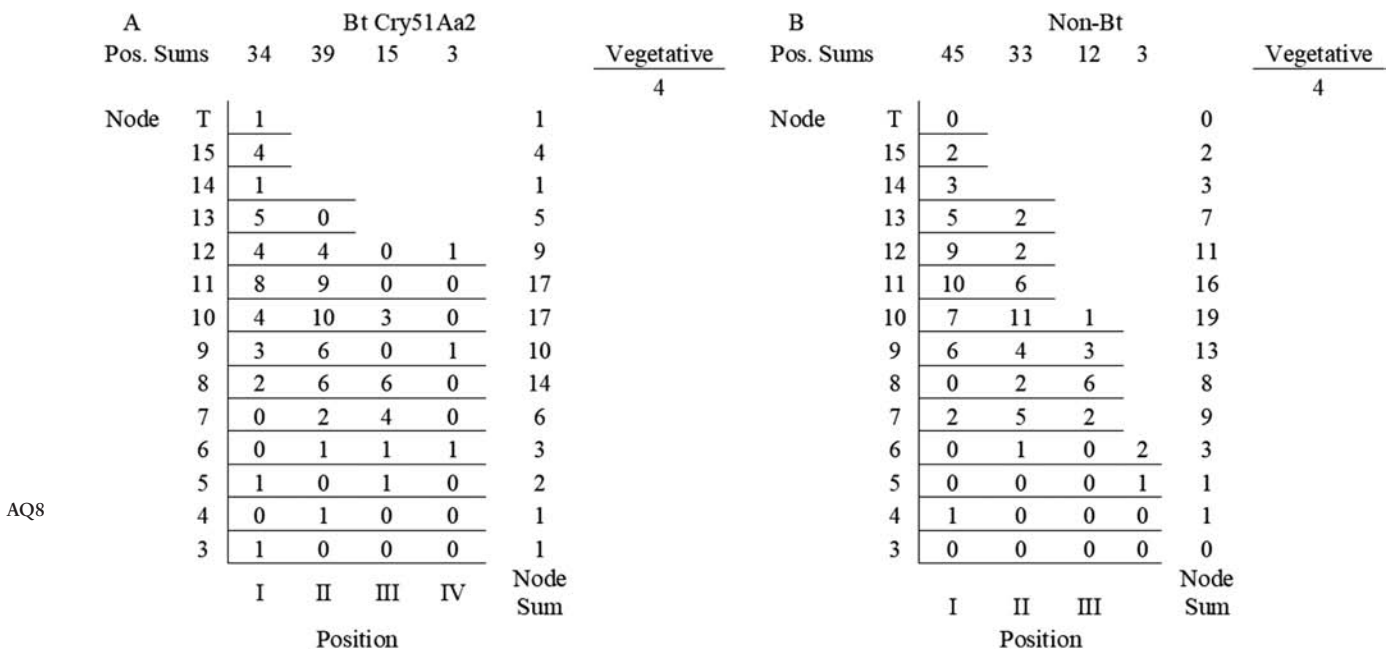 A Bt Cry51Aa2 B Non-Bt
Pos. Sums 34 39 15 3 Vegetative Pos. Sums 45 33 12 3 Vegetative
4 4
Node T 1 1 Node T 0 0
15 4 4 15 2 2
14 1 1 14 3 3
13 5 0 5 13 5 2 7
12 4 4 0 1 9 12 9 2 11
11 8 9 0 0 17 11 10 6 16
10 4 10 3 0 17 10 7 11 1 19
9 3 6 0 1 10 9 6 4 3 13
8 2 6 6 0 14 8 0 2 6 8
7 0 2 4 0 6 7 2 5 2 9
6 0 1 1 1 3 6 0 1 0 2 3
5 1 0 1 0 2 5 0 0 0 1 1
AQ8 4 0 1 0 0 1 4 1 0 0 0 1
3 1 0 0 0 1 3 0 0 0 0 0
I II III IV Node Sum I II III Node Sum
Position Position